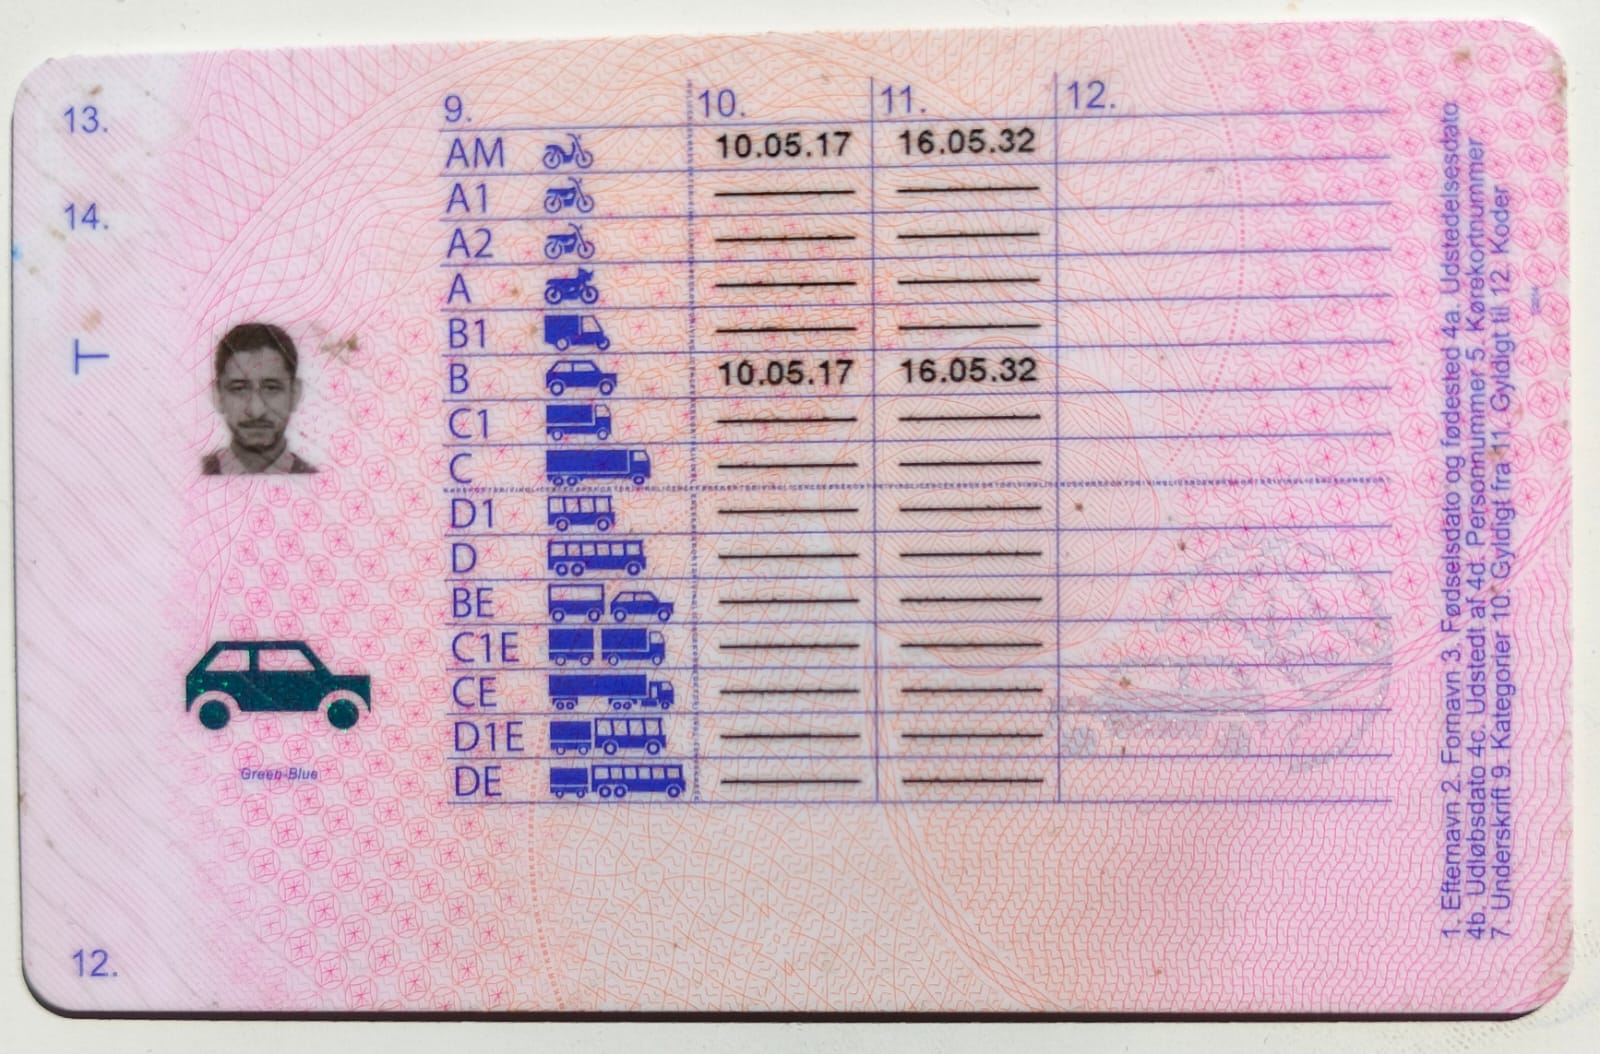 13.
14.
T
Green-Blue
12.
9. 10. 11. 12.
AM 10.05.17 16.05.32
A1
A2
A
B1
B 10.05.17 16.05.32
C1
C
D1
D
BE
C1E
CE
D1E
DE
1. Efternavn 2. Fornavn 3. Fødselsdato og fødested 4a. Udstedelsesdato
4b. Udløbsdato 4c. Udstedt af 4d. Personnummer 5. Kørekortnummer
7. Underskrift 9. Kategorier 10. Gyldigt fra 11. Gyldigt til 12. Koder